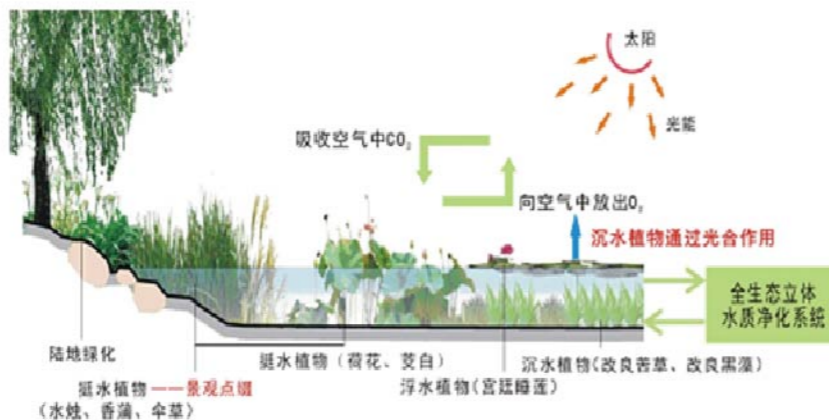 太阳
光能
吸收空气中CO₂
向空气中放出O₂
沉水植物通过光合作用
全生态立体
水质净化系统
陆地绿化
挺水植物（荷花、茭白）
沉水植物（改良苦草、改良黑藻）
挺水植物——景观点缀
（水烛、香蒲、伞草）
浮水植物（宫廷睡莲）